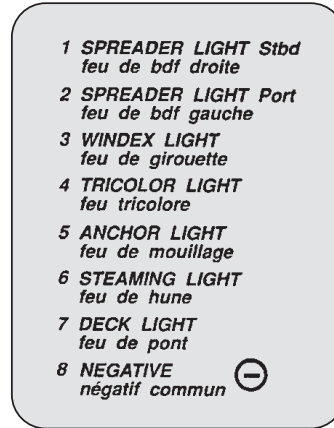 1 SPREADER LIGHT Stbd
feu de bdf droite
2 SPREADER LIGHT Port
feu de bdf gauche
3 WINDEX LIGHT
feu de girouette
4 TRICOLOR LIGHT
feu tricolore
5 ANCHOR LIGHT
feu de mouillage
6 STEAMING LIGHT
feu de hune
7 DECK LIGHT
feu de pont
8 NEGATIVE
négatif commun ⊖